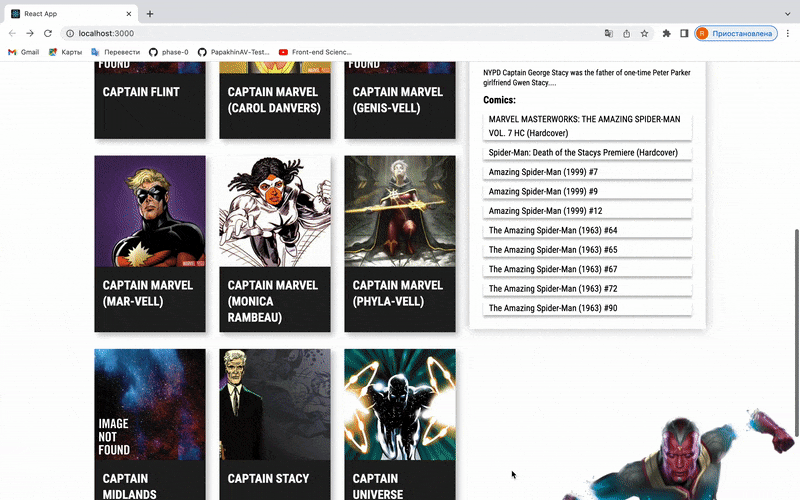 React App
localhost:3000
R
Приостановлена
Gmail
Карты
Перевести
phase-0
PapakhinAV-Test...
Front-end Scienc...
FOUND
FOUND
CAPTAIN FLINT
CAPTAIN MARVEL
(CAROL DANVERS)
CAPTAIN MARVEL
(GENIS-VELL)
NYPD Captain George Stacy was the father of one-time Peter Parker
girlfriend Gwen Stacy....
Comics:
MARVEL MASTERWORKS: THE AMAZING SPIDER-MAN
VOL. 7 HC (Hardcover)
Spider-Man: Death of the Stacys Premiere (Hardcover)
Amazing Spider-Man (1999) #7
Amazing Spider-Man (1999) #9
Amazing Spider-Man (1999) #12
The Amazing Spider-Man (1963) #64
The Amazing Spider-Man (1963) #65
The Amazing Spider-Man (1963) #67
The Amazing Spider-Man (1963) #72
The Amazing Spider-Man (1963) #90
CAPTAIN MARVEL
(MAR-VELL)
CAPTAIN MARVEL
(MONICA
RAMBEAU)
CAPTAIN MARVEL
(PHYLA-VELL)
IMAGE
NOT
FOUND
CAPTAIN
MIDLANDS
CAPTAIN STACY
CAPTAIN
UNIVERSE